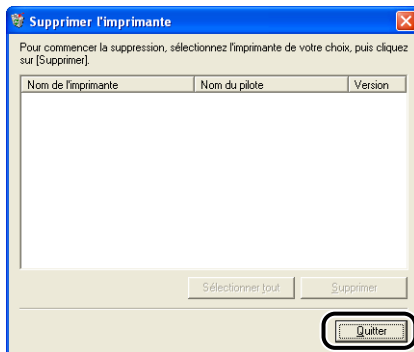 Supprimer l'imprimante
Pour commencer la suppression, sélectionnez l'imprimante de votre choix, puis cliquez
sur [Supprimer].
Nom de l'imprimante Nom du pilote Version
Sélectionner tout Supprimer
Quitter